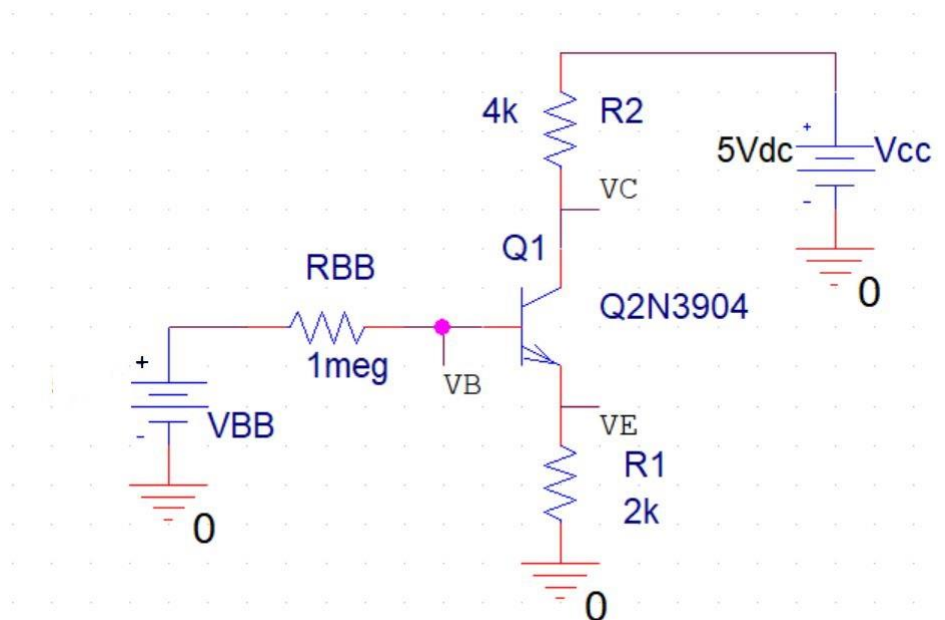 4k
R2
5Vdc
+
Vcc
-
VC
Q1
0
RBB
Q2N3904
1meg
VB
+
VBB
-
VE
R1
2k
0
0